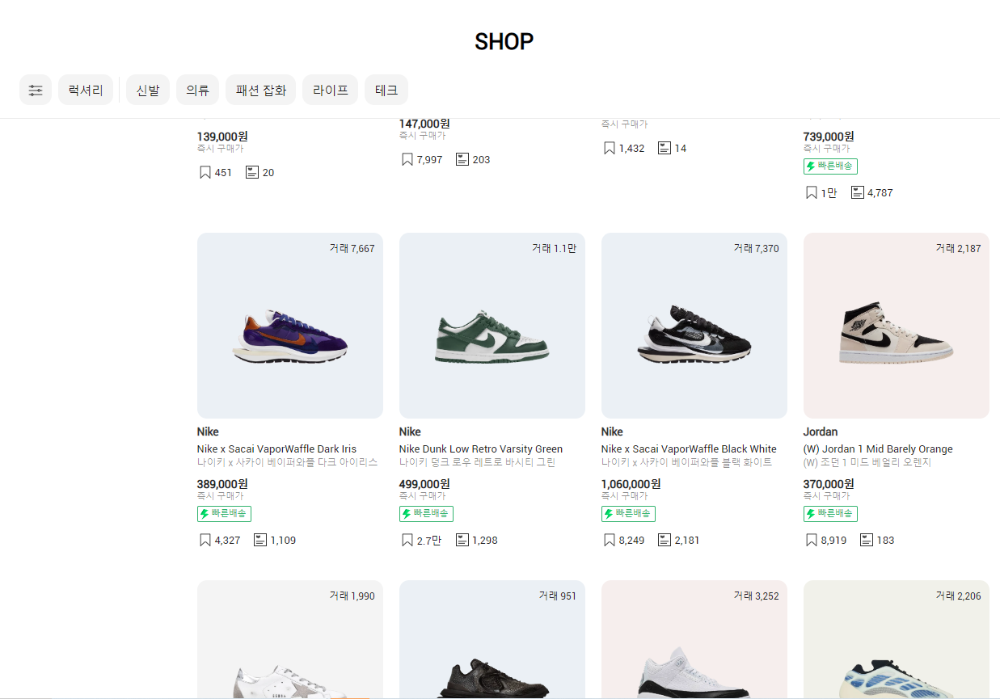 SHOP
럭셔리
신발
의류
패션 잡화
라이프
테크
139,000원
즉시 구매가
451
20
147,000원
즉시 구매가
7,997
203
즉시 구매가
1,432
14
739,000원
즉시 구매가
빠른배송
1만
4,787
거래 7,667
Nike
Nike x Sacai VaporWaffle Dark Iris
나이키 x 사카이 베이퍼와플 다크 아이리스
389,000원
즉시 구매가
빠른배송
4,327
1,109
거래 1.1만
Nike
Nike Dunk Low Retro Varsity Green
나이키 덩크 로우 레트로 바시티 그린
499,000원
즉시 구매가
빠른배송
2.7만
1,298
거래 7,370
Nike
Nike x Sacai VaporWaffle Black White
나이키 x 사카이 베이퍼와플 블랙 화이트
1,060,000원
즉시 구매가
빠른배송
8,249
2,181
거래 2,187
Jordan
(W) Jordan 1 Mid Barely Orange
(W) 조던 1 미드 베얼리 오렌지
370,000원
즉시 구매가
빠른배송
8,919
183
거래 1,990
거래 951
거래 3,252
거래 2,206